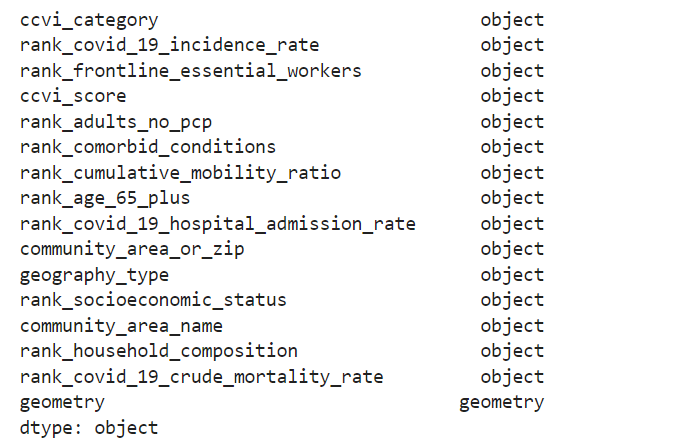 ccvi_category object
rank_covid_19_incidence_rate object
rank_frontline_essential_workers object
ccvi_score object
rank_adults_no_pcp object
rank_comorbid_conditions object
rank_cumulative_mobility_ratio object
rank_age_65_plus object
rank_covid_19_hospital_admission_rate object
community_area_or_zip object
geography_type object
rank_socioeconomic_status object
community_area_name object
rank_household_composition object
rank_covid_19_crude_mortality_rate object
geometry geometry
dtype: object